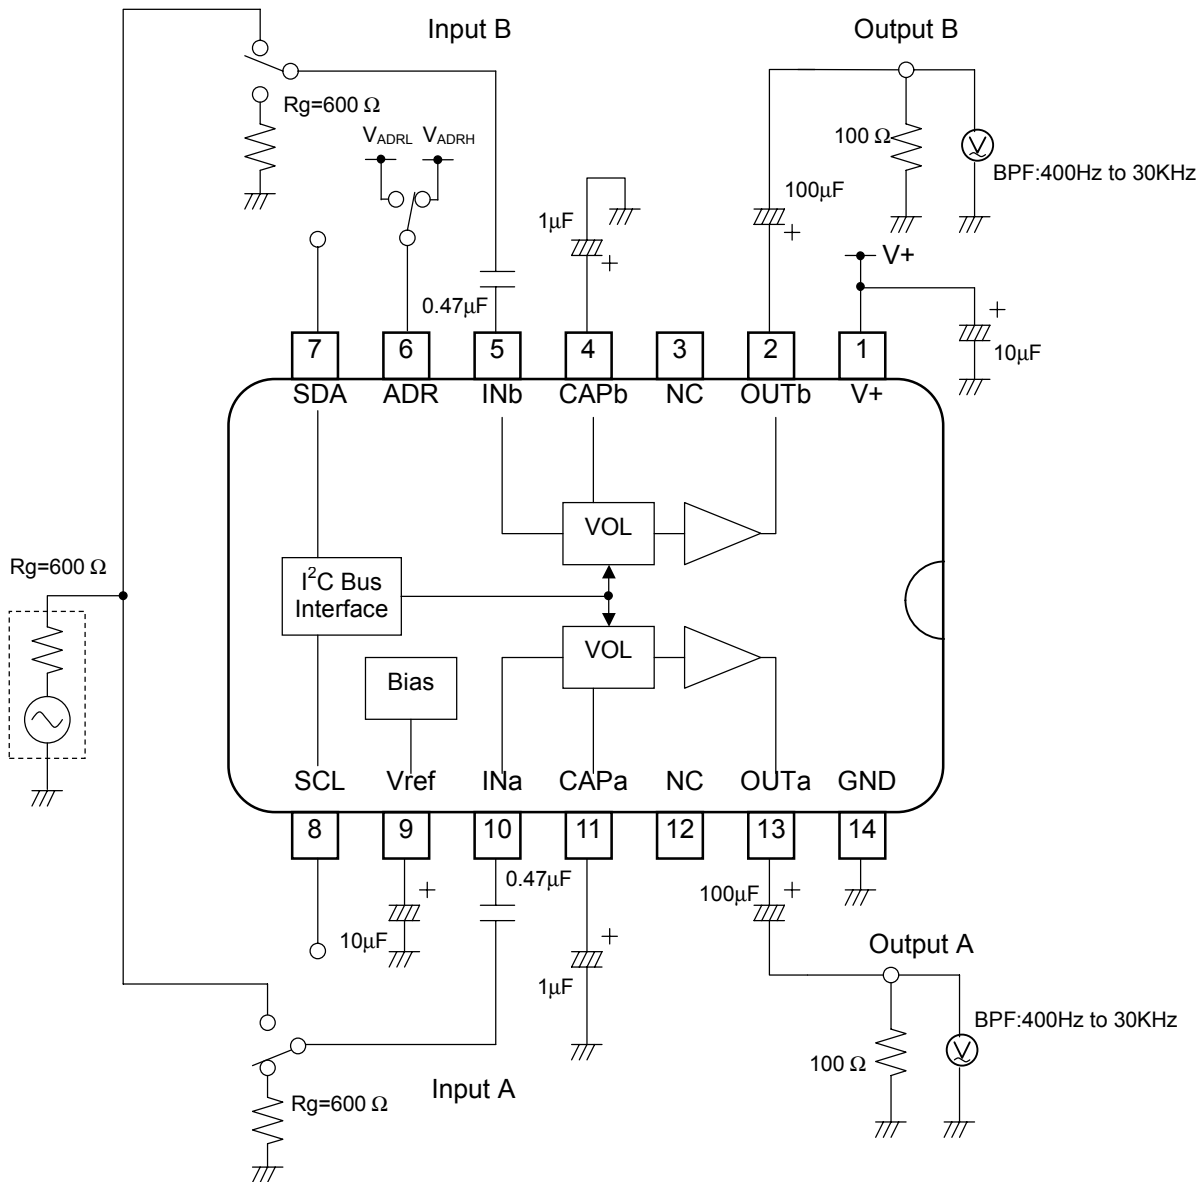 Input B
Output B
Rg=600 Ω
V_ADRL V_ADRH
100 Ω
V
BPF:400Hz to 30KHz
100μF
+
1μF
+
V+
0.47μF
+
10μF
7 6 5 4 3 2 1
SDA ADR INb CAPb NC OUTb V+
VOL
Rg=600 Ω
I²C Bus
Interface
VOL
Bias
SCL Vref INa CAPa NC OUTa GND
8 9 10 11 12 13 14
0.47μF
+
100μF
+
10μF
+
1μF
Output A
BPF:400Hz to 30KHz
V
100 Ω
Input A
Rg=600 Ω